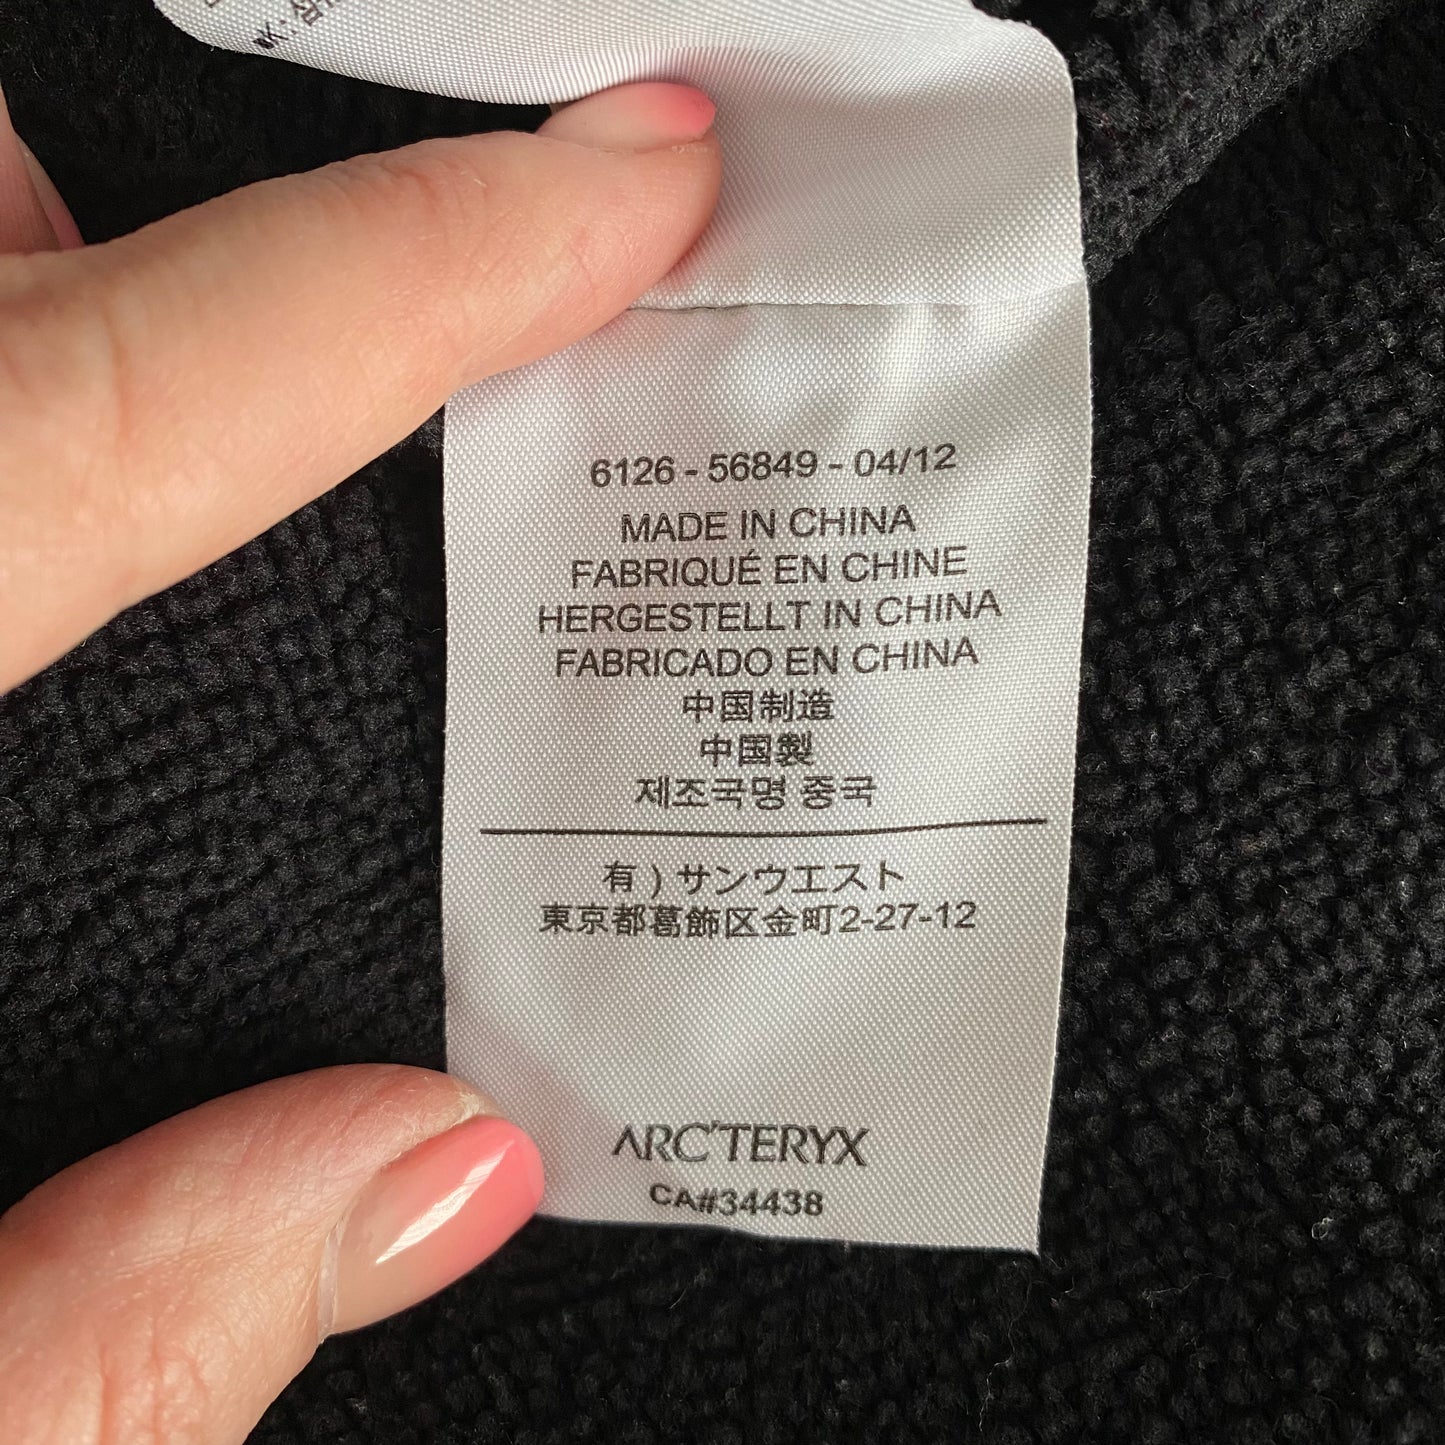 6126 - 56849 - 04/12
MADE IN CHINA
FABRIQUÉ EN CHINE
HERGESTELLT IN CHINA
FABRICADO EN CHINA
中国制造
中国製
제조국명 중국
有）サンウエスト
東京都葛飾区金町2-27-12
ARC'TERYX
CA#34438